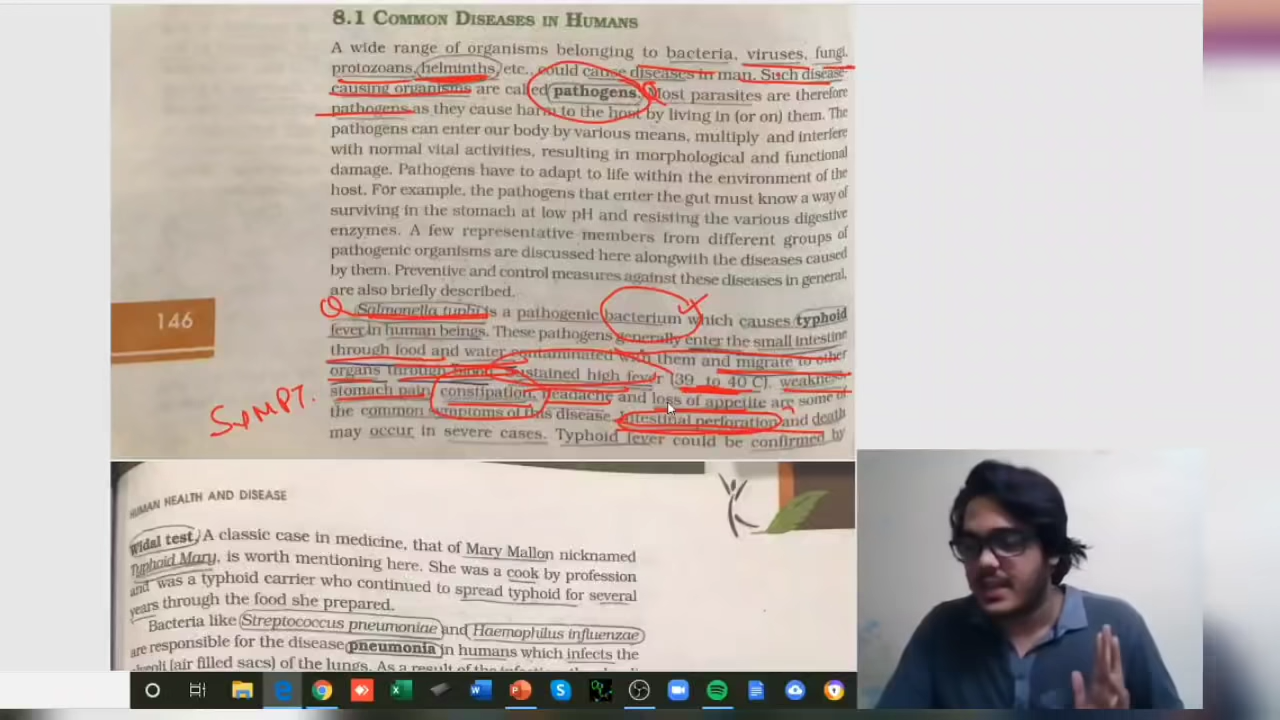 8.1 COMMON DISEASES IN HUMANS
A wide range of organisms belonging to bacteria, viruses, fungi,
protozoans, helminths, etc., could cause diseases in man. Such disease-
causing organisms are called pathogens. Most parasites are therefore
pathogens as they cause harm to the host by living in (or on) them. The
pathogens can enter our body by various means, multiply and interfere
with normal vital activities, resulting in morphological and functional
damage. Pathogens have to adapt to life within the environment of the
host. For example, the pathogens that enter the gut must know a way of
surviving in the stomach at low pH and resisting the various digestive
enzymes. A few representative members from different groups of
pathogenic organisms are discussed here alongwith the diseases caused
by them. Preventive and control measures against these diseases in general,
are also briefly described.
Salmonella typhi is a pathogenic bacterium which causes typhoid
fever in human beings. These pathogens generally enter the small intestine
through food and water contaminated with them and migrate to other
organs through blood. Sustained high fever (39 to 40 C), weakness,
stomach pain, constipation, headache and loss of appetite are some of
the common symptoms of this disease. Intestinal perforation and death
may occur in severe cases. Typhoid fever could be confirmed by
146
SYMPT.
HUMAN HEALTH AND DISEASE
Widal test. A classic case in medicine, that of Mary Mallon nicknamed
Typhoid Mary, is worth mentioning here. She was a cook by profession
and was a typhoid carrier who continued to spread typhoid for several
years through the food she prepared.
Bacteria like Streptococcus pneumoniae and Haemophilus influenzae
are responsible for the disease pneumonia in humans which infects the
alveoli (air filled sacs) of the lungs. As a result of the